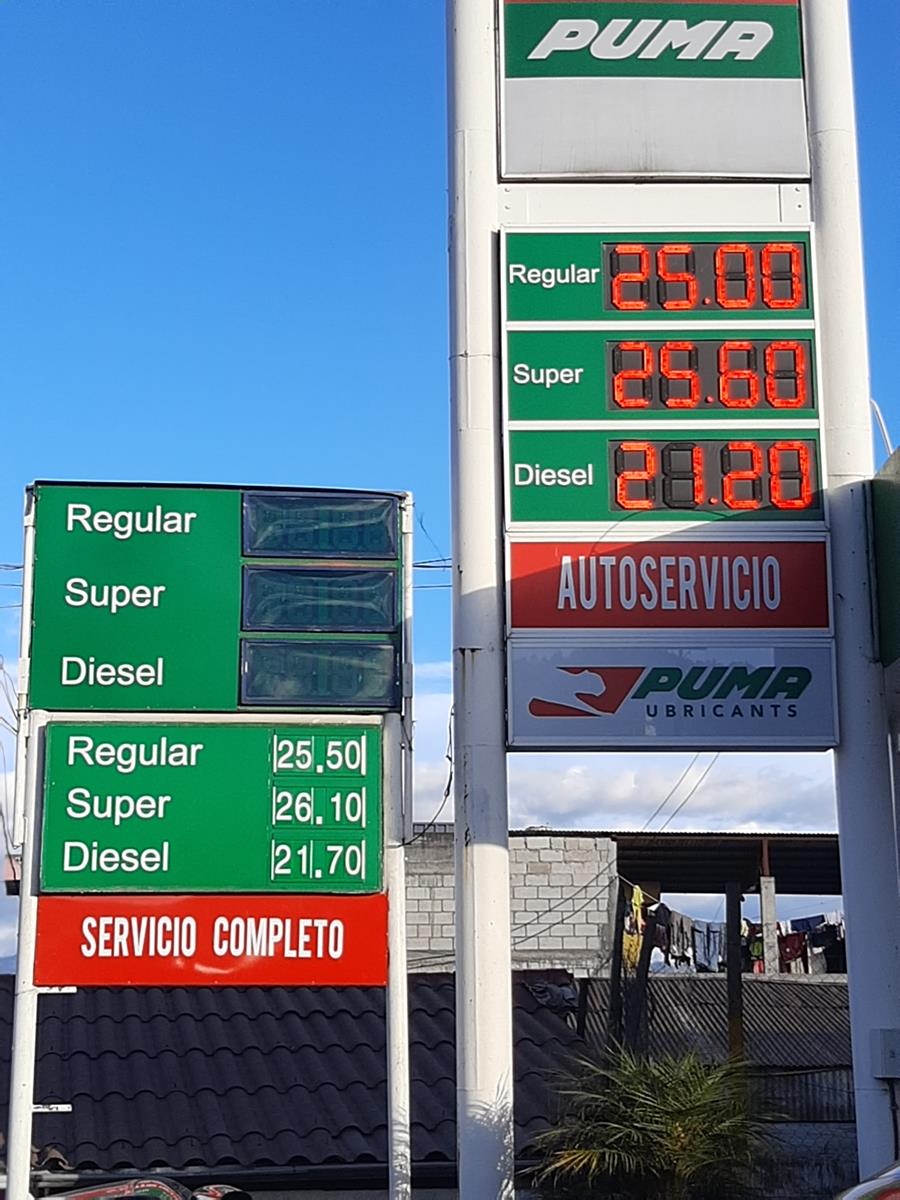 PUMA
Regular 25.00
Super 25.60
Diesel 21.20
AUTOSERVICIO
PUMA
UBRICANTS
Regular
Super
Diesel
Regular 25.50
Super 26.10
Diesel 21.70
SERVICIO COMPLETO